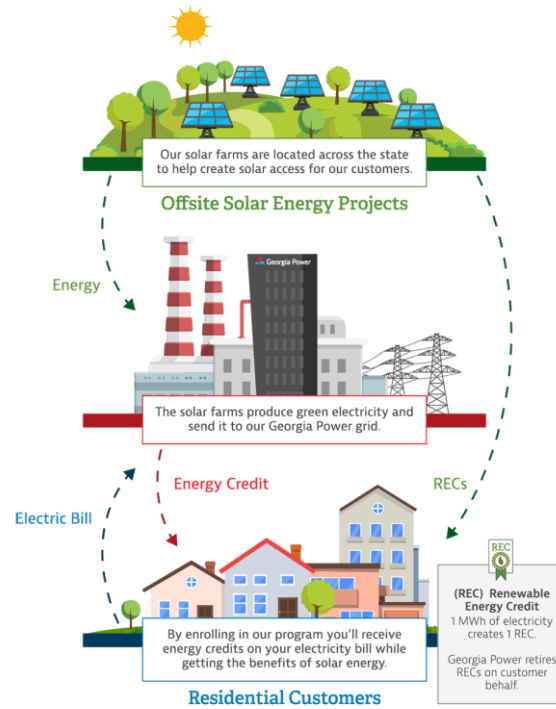 Our solar farms are located across the state
to help create solar access for our customers.
Offsite Solar Energy Projects
Energy
Georgia Power
The solar farms produce green electricity and
send it to our Georgia Power grid.
Energy Credit
RECs
Electric Bill
REC
(REC) Renewable
Energy Credit
1 MWh of electricity
creates 1 REC.
Georgia Power retires
RECs on customer
behalf.
By enrolling in our program you'll receive
energy credits on your electricity bill while
getting the benefits of solar energy.
Residential Customers